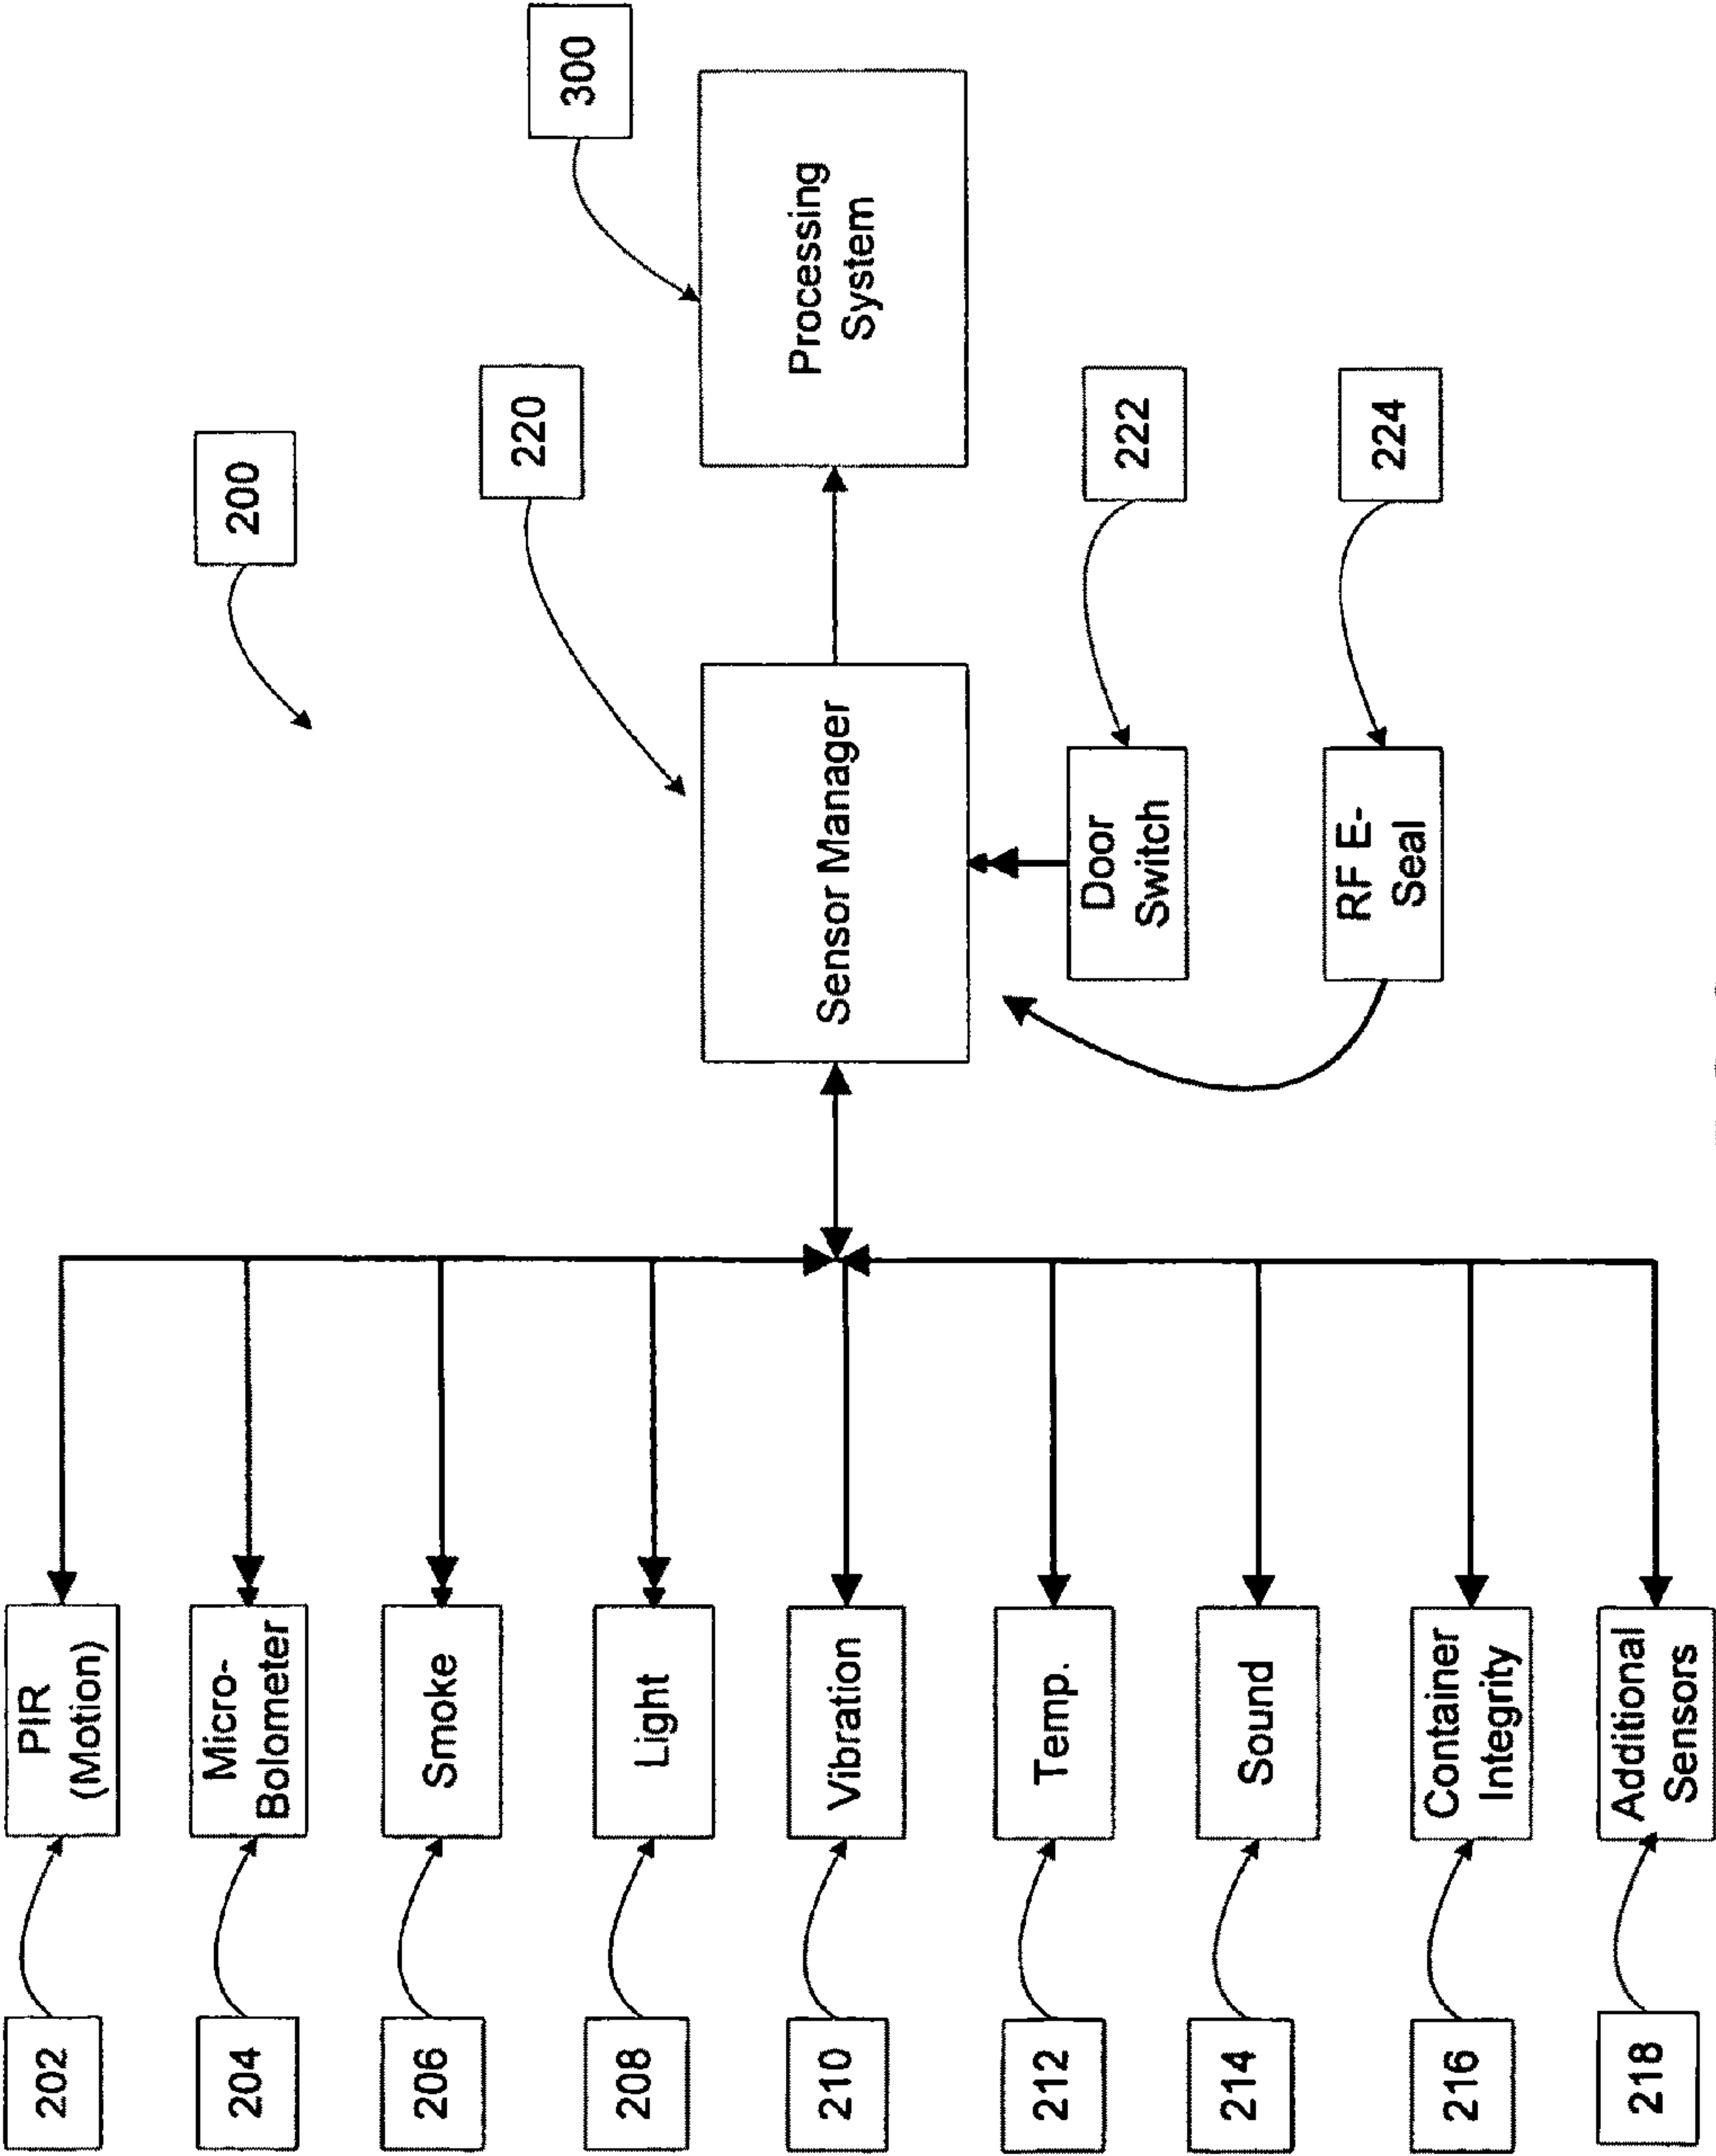 202
PIR
(Motion)
204
Micro-
Bolometer
206
Smoke
208
Light
210
Vibration
212
Temp.
214
Sound
216
Container
Integrity
218
Additional
Sensors
200
220
Sensor Manager
300
Processing
System
222
Door
Switch
224
RF E-
Seal